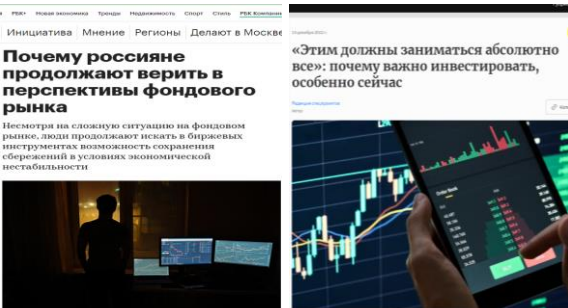 РБК+ Новая экономика Тренды Недвижимость Спорт Стиль РБК Компании
Инициатива Мнение Регионы Делают в Москве
Почему россияне
продолжают верить в
перспективы фондового
рынка
Несмотря на сложную ситуацию на фондовом
рынке, люди продолжают искать в биржевых
инструментах возможность сохранения
сбережений в условиях экономической
нестабильности
«Этим должны заниматься абсолютно
все»: почему важно инвестировать,
особенно сейчас